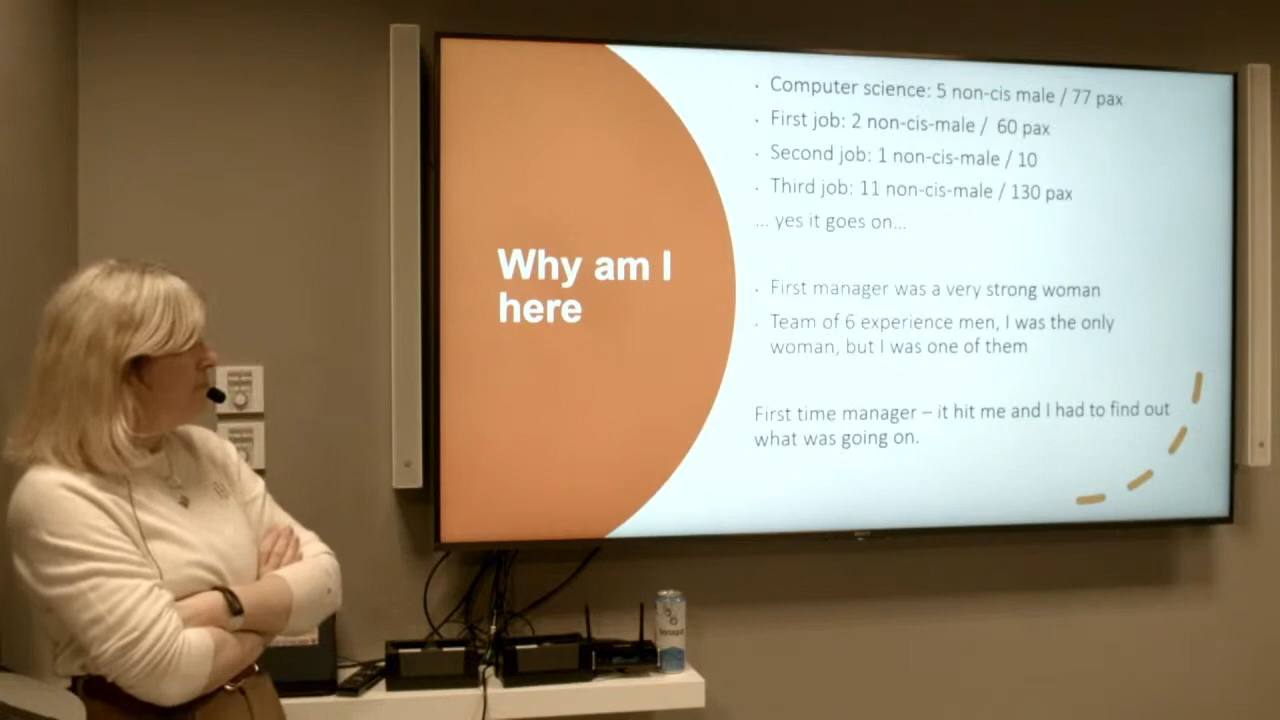 Why am I
here
· Computer science: 5 non-cis male / 77 pax
· First job: 2 non-cis-male / 60 pax
· Second job: 1 non-cis-male / 10
· Third job: 11 non-cis-male / 130 pax
... yes it goes on...
· First manager was a very strong woman
· Team of 6 experience men, I was the only
woman, but I was one of them
First time manager – it hit me and I had to find out
what was going on.